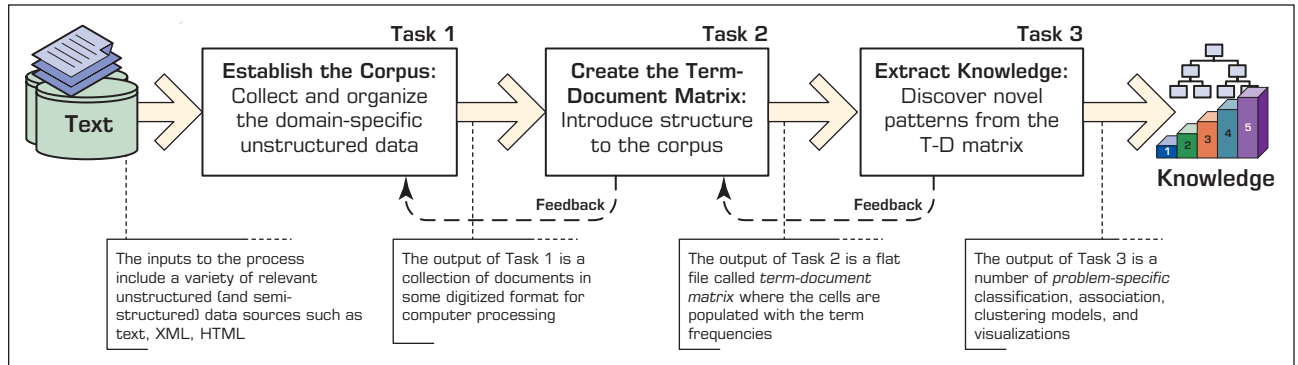 Task 1
Task 2
Task 3
Text
Establish the Corpus:
Collect and organize
the domain-specific
unstructured data
Create the Term-
Document Matrix:
Introduce structure
to the corpus
Extract Knowledge:
Discover novel
patterns from the
T-D matrix
1
2
3
4
5
Knowledge
Feedback
Feedback
The inputs to the process
include a variety of relevant
unstructured (and semi-
structured) data sources such as
text, XML, HTML
The output of Task 1 is a
collection of documents in
some digitized format for
computer processing
The output of Task 2 is a flat
file called term-document
matrix where the cells are
populated with the term
frequencies
The output of Task 3 is a
number of problem-specific
classification, association,
clustering models, and
visualizations